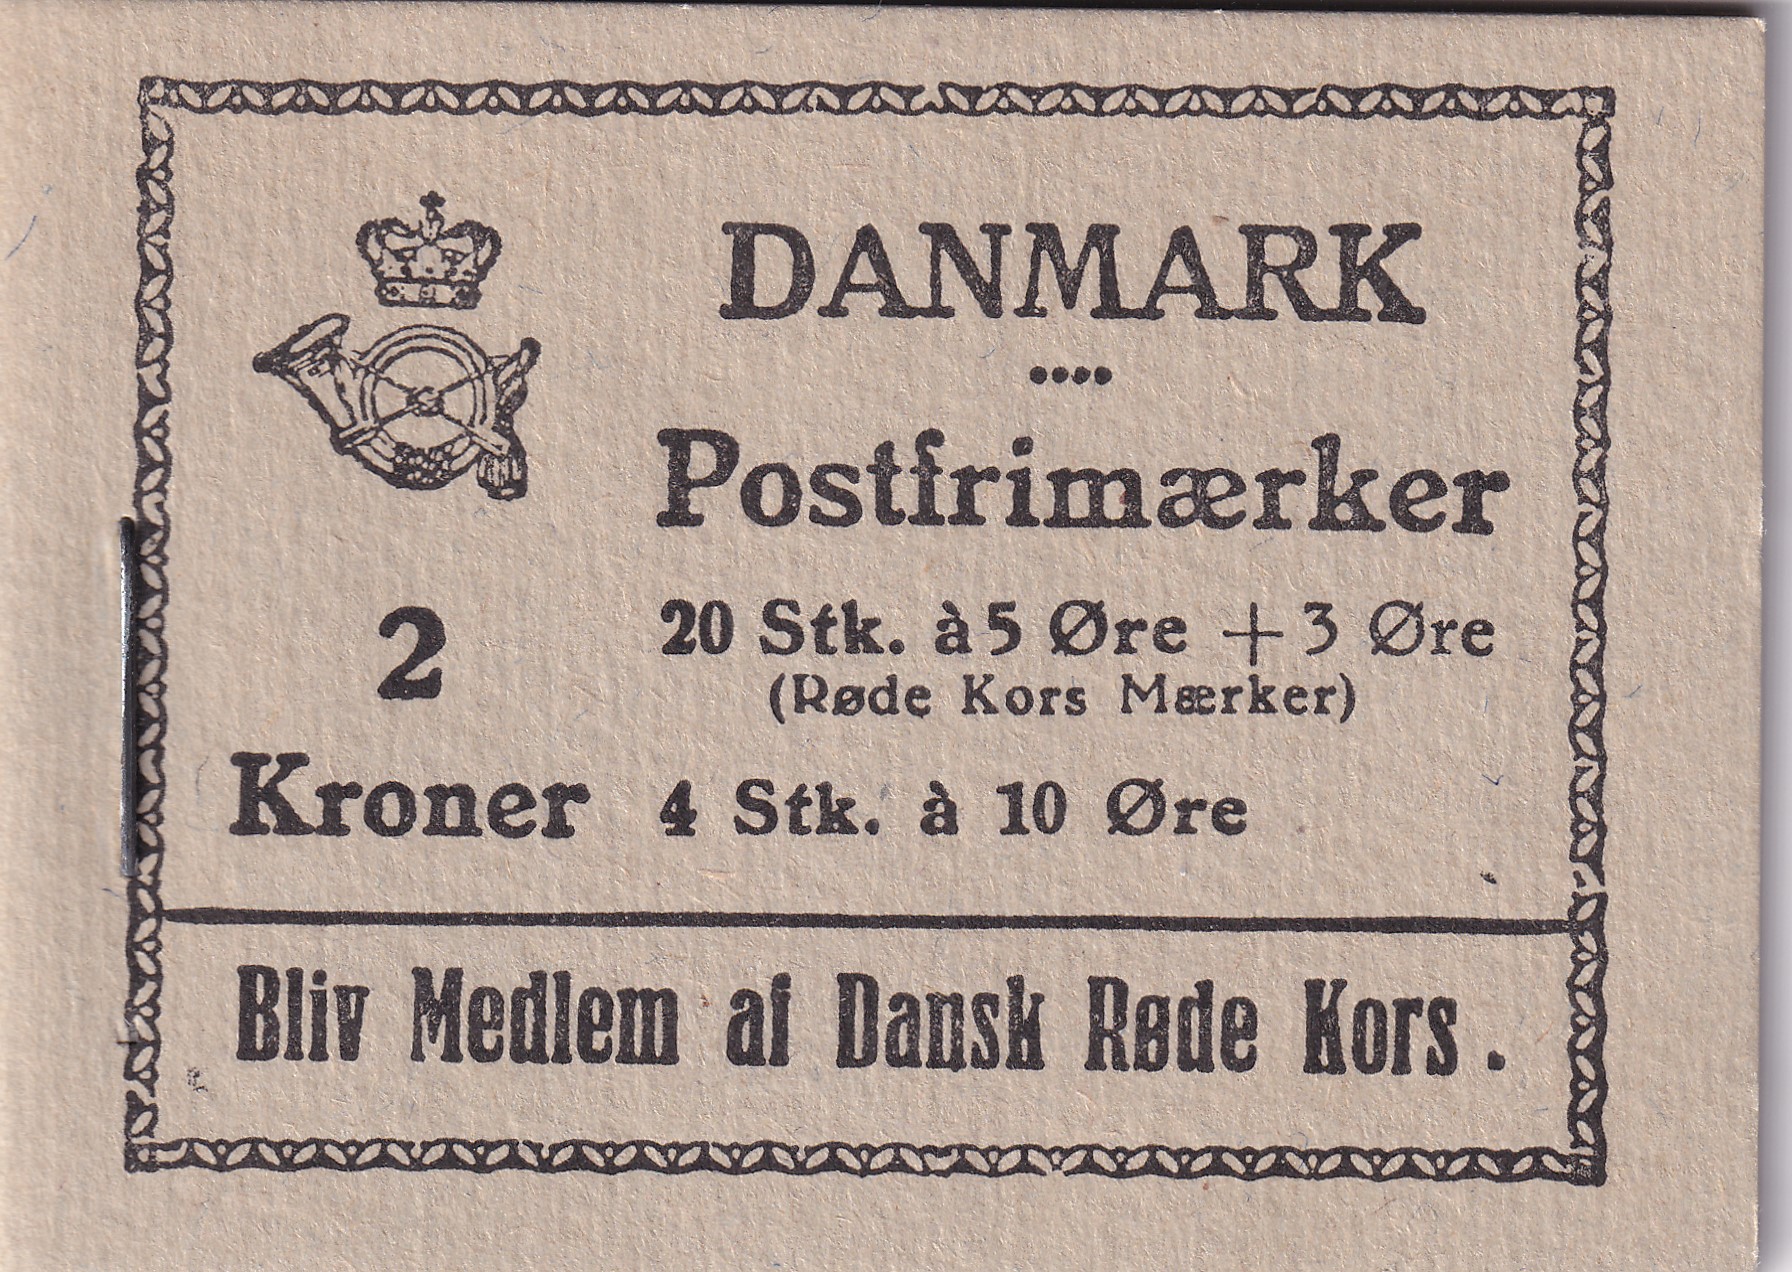 DANMARK
••••
Postfrimærker
2
Kroner
20 Stk. à 5 Øre + 3 Øre
(Røde Kors Mærker)
4 Stk. à 10 Øre
Bliv Medlem af Dansk Røde Kors.